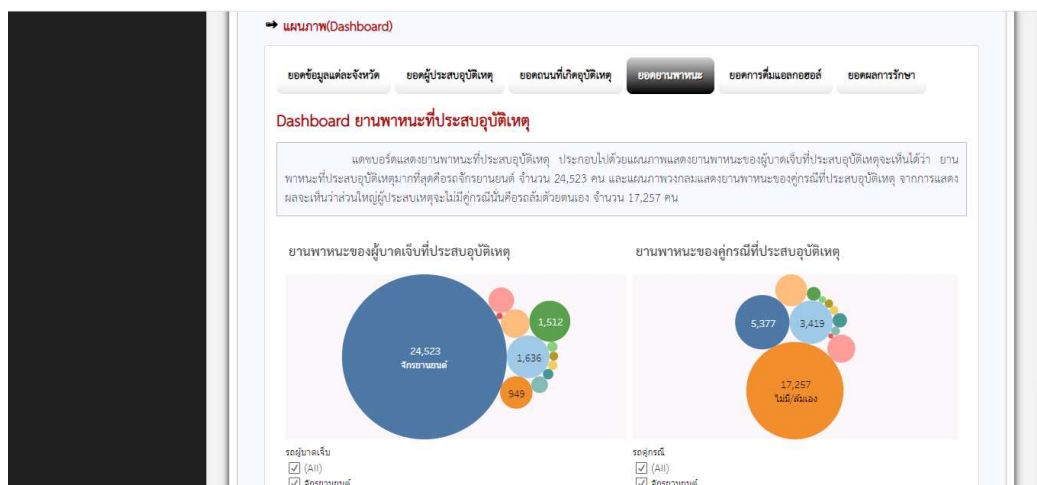 ➡ แผนภาพ(Dashboard)
ยอดข้อมูลแต่ละจังหวัด ยอดผู้ประสบอุบัติเหตุ ยอดถนนที่เกิดอุบัติเหตุ ยอดยานพาหนะ ยอดการดื่มแอลกอฮอล์ ยอดผลการรักษา
Dashboard ยานพาหนะที่ประสบอุบัติเหตุ
แดชบอร์ดแสดงยานพาหนะที่ประสบอุบัติเหตุ ประกอบไปด้วยแผนภาพแสดงยานพาหนะของผู้บาดเจ็บที่ประสบอุบัติเหตุจะเห็นได้ว่า ยาน
พาหนะที่ประสบอุบัติเหตุมากที่สุดคือรถจักรยานยนต์ จำนวน 24,523 คน และแผนภาพวงกลมแสดงยานพาหนะของคู่กรณีที่ประสบอุบัติเหตุ จากการแสดง
ผลจะเห็นว่าส่วนใหญ่ผู้ประสบเหตุจะไม่มีคู่กรณีนั่นคือรถล้มด้วยตนเอง จำนวน 17,257 คน
ยานพาหนะของผู้บาดเจ็บที่ประสบอุบัติเหตุ
24,523
จักรยานยนต์
1,512
1,636
949
รถผู้บาดเจ็บ
(All)
จักรยานยนต์
ยานพาหนะของคู่กรณีที่ประสบอุบัติเหตุ
5,377
3,419
17,257
ไม่มี/ล้มเอง
รถคู่กรณี
(All)
จักรยานยนต์